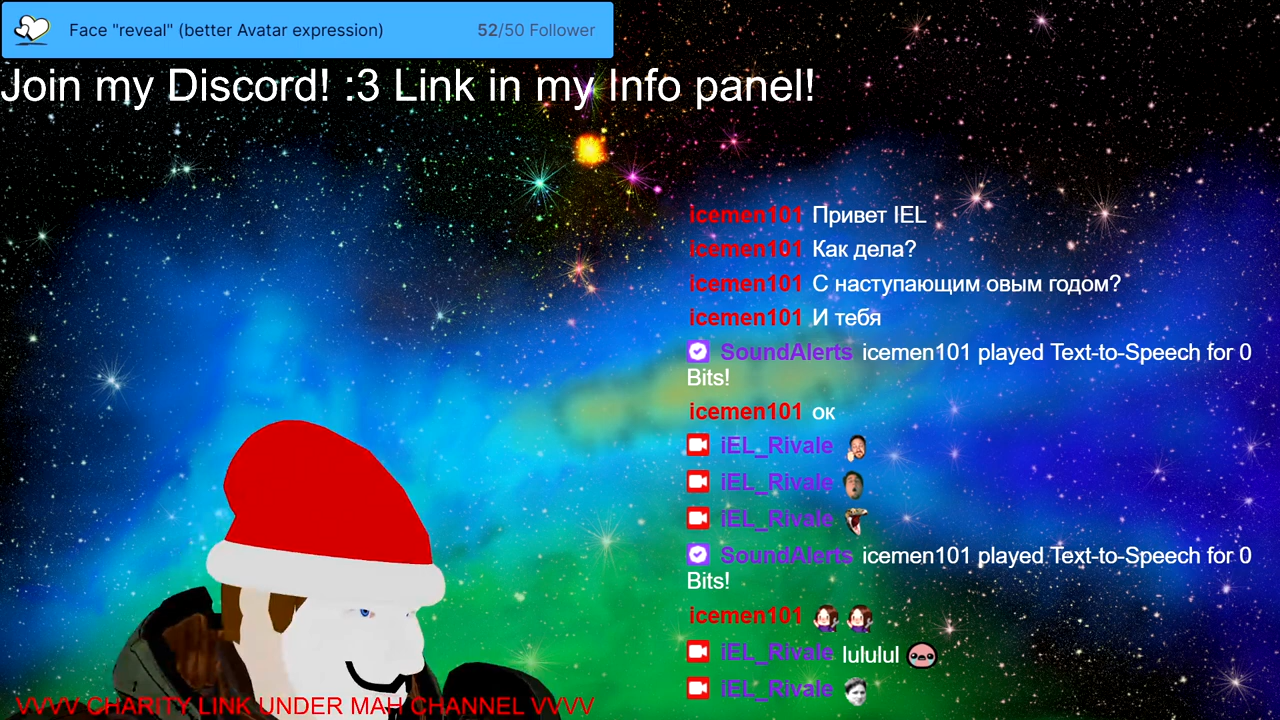 Face "reveal" (better Avatar expression) 52/50 Follower
Join my Discord! :3 Link in my Info panel!
icemen101 Привет IEL
icemen101 Как дела?
icemen101 С наступающим овым годом?
icemen101 И тебя
SoundAlerts icemen101 played Text-to-Speech for 0
Bits!
icemen101 ок
iEL_Rivale
iEL_Rivale
iEL_Rivale
SoundAlerts icemen101 played Text-to-Speech for 0
Bits!
icemen101
iEL_Rivale lululul
iEL_Rivale
VVVV CHARITY LINK UNDER MAH CHANNEL VVVV